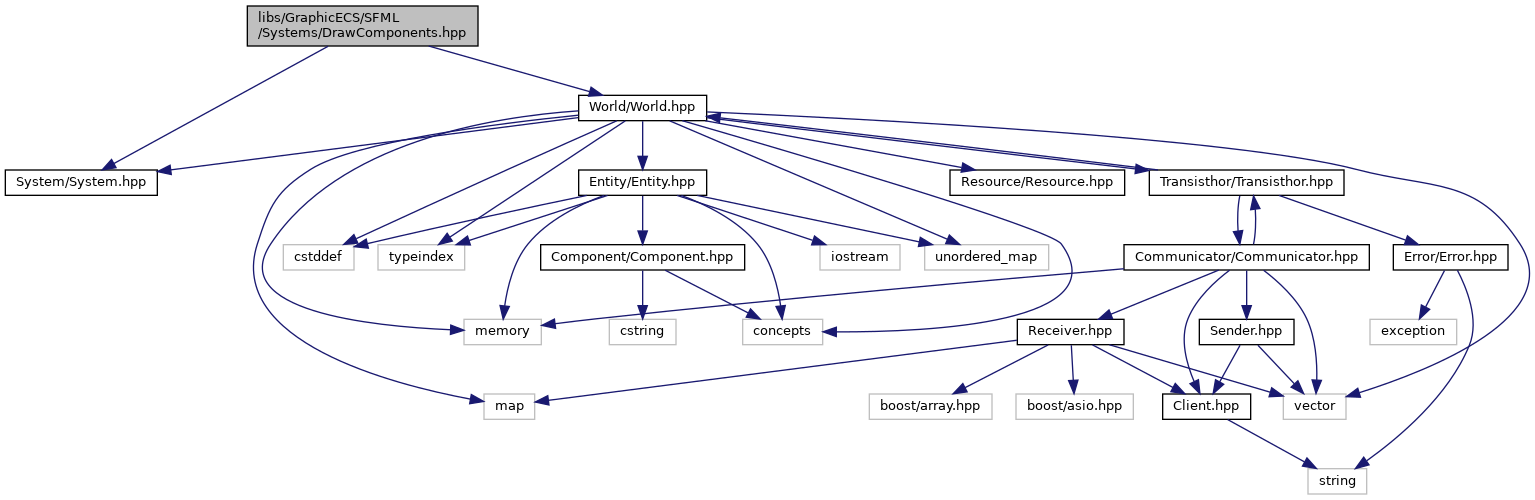 libs/GraphicECS/SFML
/Systems/DrawComponents.hpp
World/World.hpp
System/System.hpp
Entity/Entity.hpp
Resource/Resource.hpp
Transisthor/Transisthor.hpp
cstddef
typeindex
Component/Component.hpp
iostream
unordered_map
Communicator/Communicator.hpp
Error/Error.hpp
memory
cstring
concepts
Receiver.hpp
Sender.hpp
exception
map
boost/array.hpp
boost/asio.hpp
Client.hpp
vector
string